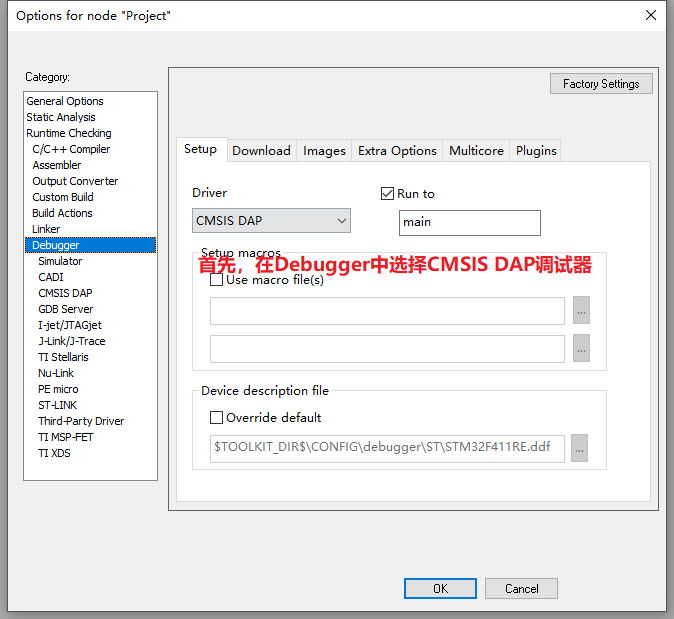 Options for node "Project"
Category:
Factory Settings
General Options
Static Analysis
Runtime Checking
C/C++ Compiler
Assembler
Output Converter
Custom Build
Build Actions
Linker
Debugger
Simulator
CADI
CMSIS DAP
GDB Server
I-jet/JTAGjet
J-Link/J-Trace
TI Stellaris
Nu-Link
PE micro
ST-LINK
Third-Party Driver
TI MSP-FET
TI XDS
Setup Download Images Extra Options Multicore Plugins
Driver
Run to
CMSIS DAP
main
Setup macros
首先，在Debugger中选择CMSIS DAP调试器
Use macro file(s)
...
...
Device description file
Override default
$TOOLKIT_DIR$\CONFIG\debugger\ST\STM32F411RE.ddf
...
OK Cancel